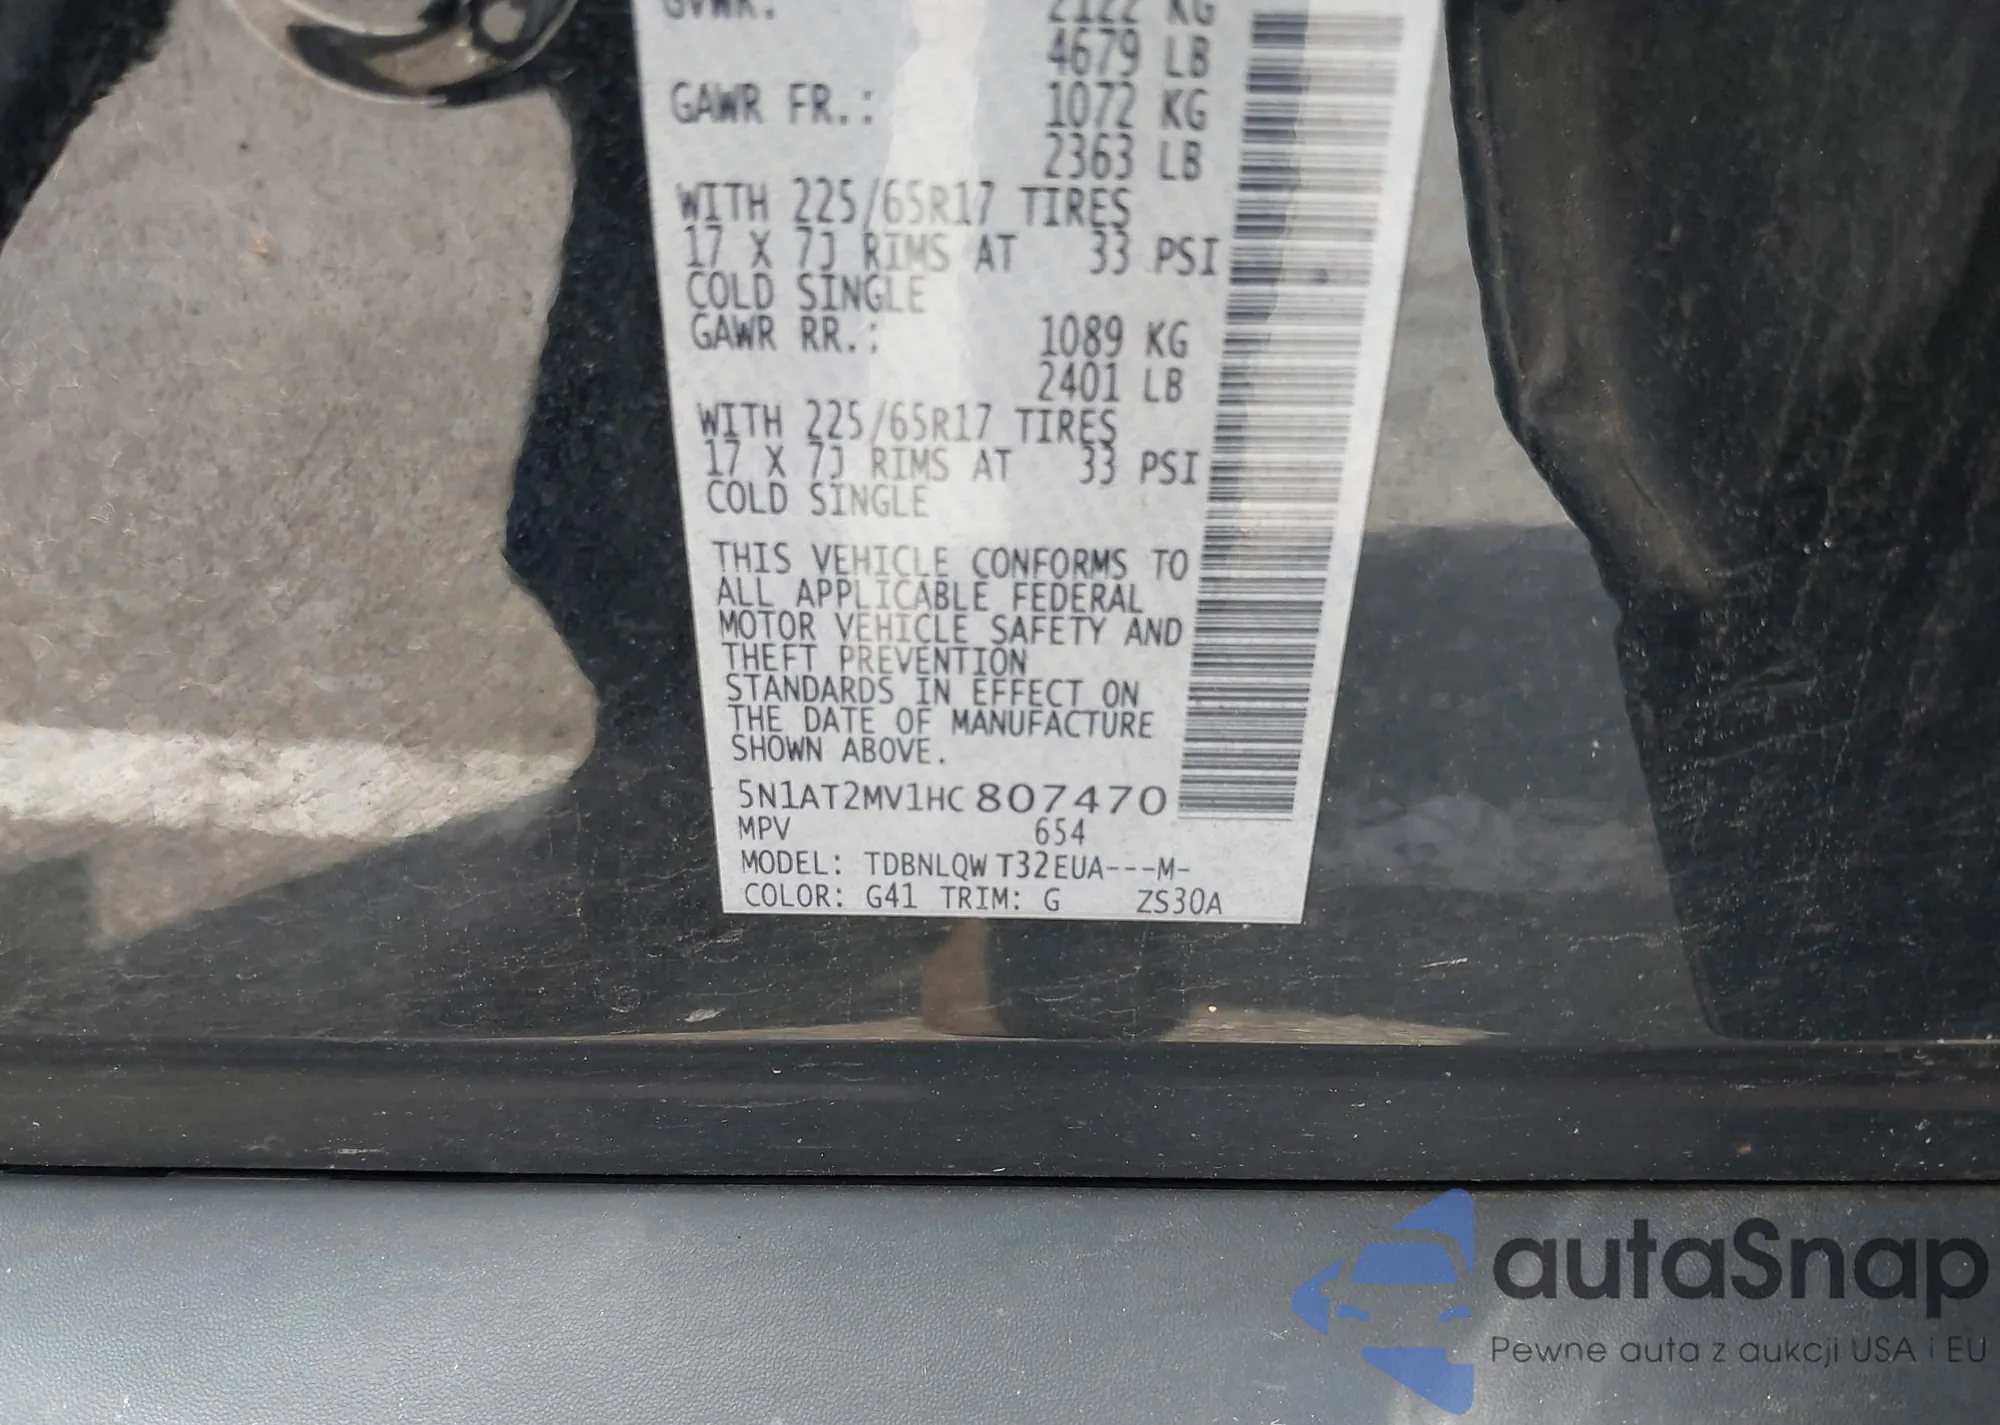 GVWR: 2122 KG
4679 LB
GAWR FR.: 1072 KG
2363 LB
WITH 225/65R17 TIRES
17 X 7J RIMS AT 33 PSI
COLD SINGLE
GAWR RR.: 1089 KG
2401 LB
WITH 225/65R17 TIRES
17 X 7J RIMS AT 33 PSI
COLD SINGLE
THIS VEHICLE CONFORMS TO
ALL APPLICABLE FEDERAL
MOTOR VEHICLE SAFETY AND
THEFT PREVENTION
STANDARDS IN EFFECT ON
THE DATE OF MANUFACTURE
SHOWN ABOVE.
5N1AT2MV1HC807470
MPV 654
MODEL: TDBNLQW T32EUA---M-
COLOR: G41 TRIM: G ZS30A
autaSnap
Pewne auta z aukcji USA i EU